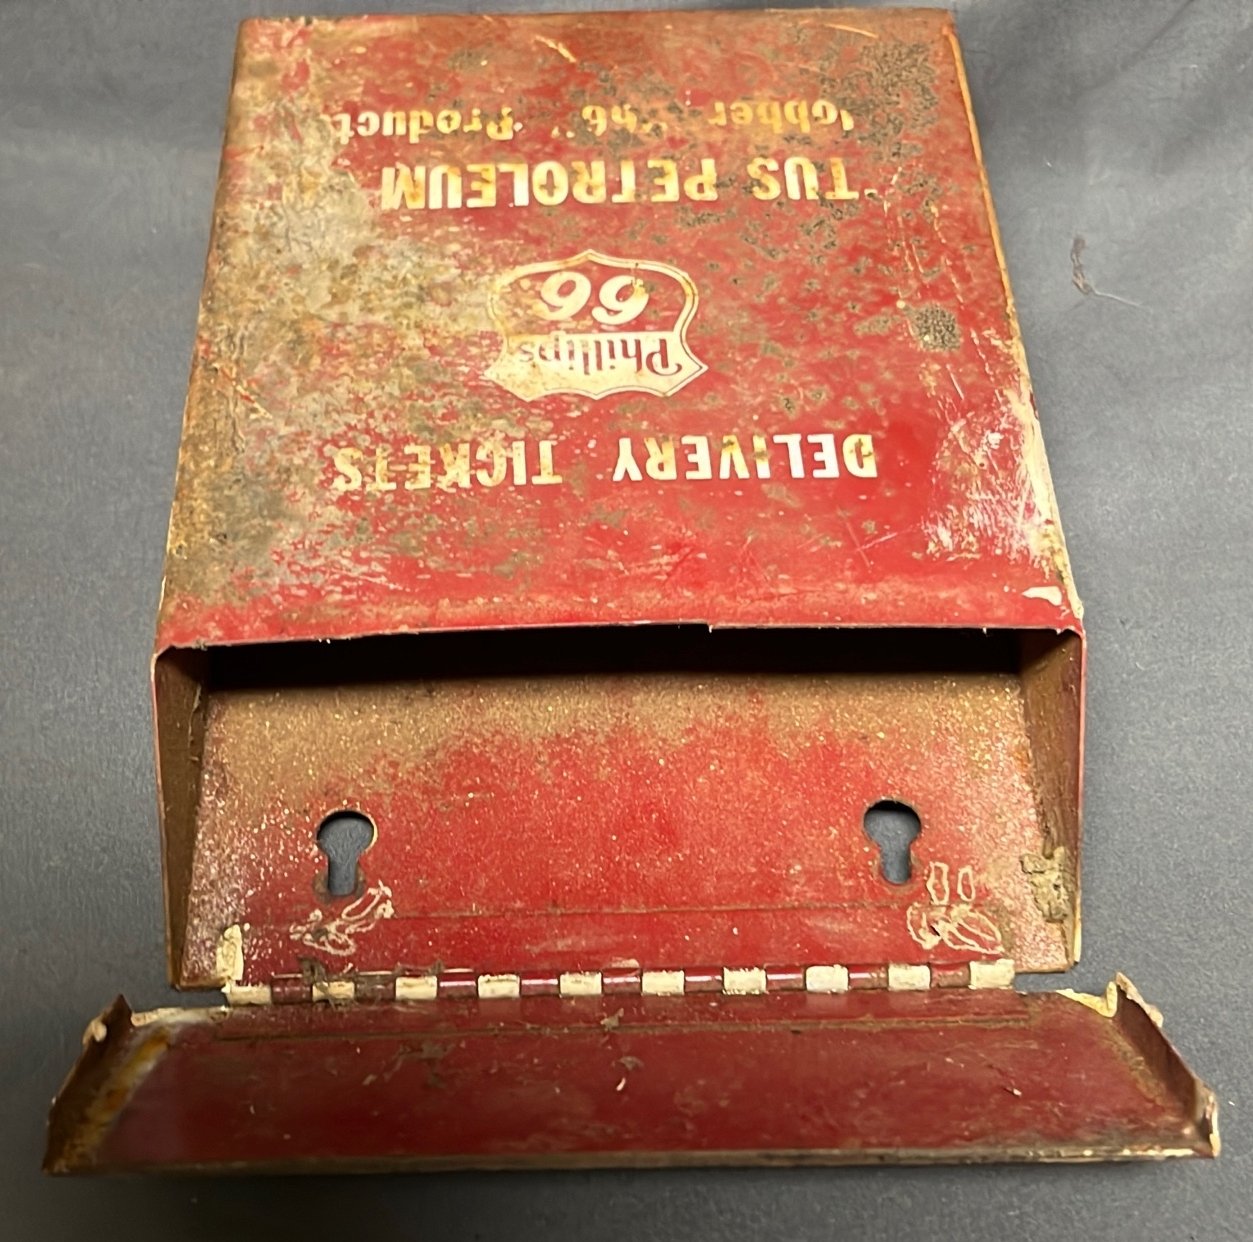 DELIVERY TICKETS
Phillips
66
TUS PETROLEUM
Jobber 66 Product